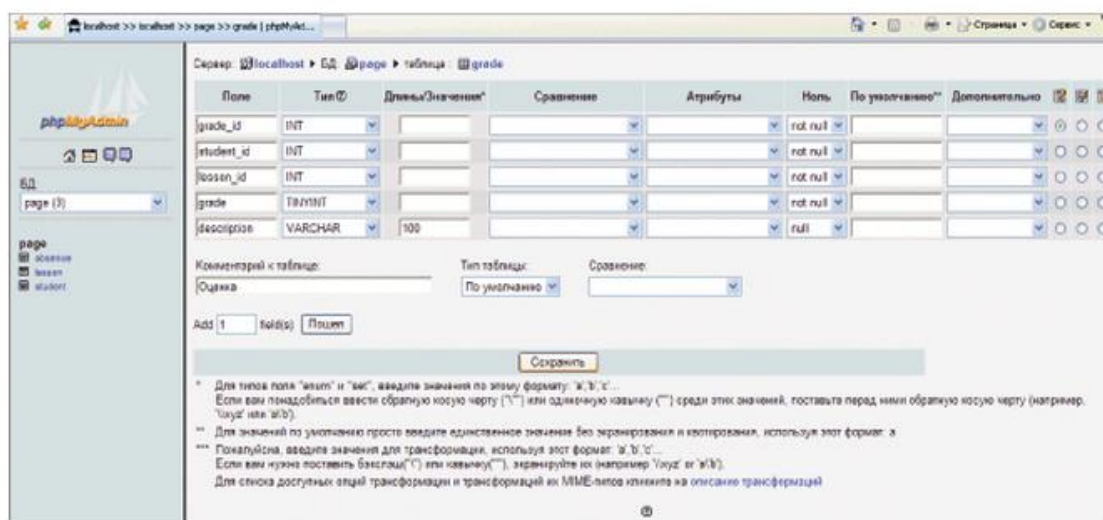 localhost >> localhost >> page >> grade | phpMyAd...
Страница
Сервис
phpMyAdmin
БД
page (3)
page
absence
lessen
student
Сервер: localhost ▸ БД: page ▸ таблица : grade
Поле Тип Длины/Значения* Сравнение Атрибуты Ноль По умолчанию** Дополнительно
grade_id INT not null
student_id INT not null
lessen_id INT not null
grade TINYINT not null
description VARCHAR 100 null
Комментарий к таблице: Тип таблицы: Сравнение:
Оценка По умолчанию
Add 1 field(s) Пошел
Сохранить
* Для типов поля "enum" и "set", введите значения по этому формату: 'a','b','c'...
Если вам понадобиться ввести обратную косую черту ("\") или одиночную кавычку ("'") среди этих значений, поставьте перед ними обратную косую черту (например,
'\\xyz' или 'a\'b').
** Для значений по умолчанию просто введите единственное значение без экранирования и квотирования, используя этот формат: a
*** Пожалуйста, введите значения для трансформации, используя этот формат: 'a','b','c'...
Если вам нужно поставить бэкслэш("\") или кавычку("'"), экранируйте их (например '\\xyz' or 'a\'b').
Для списка доступных опций трансформации и трансформаций их MIME-типов кликните на описание трансформаций